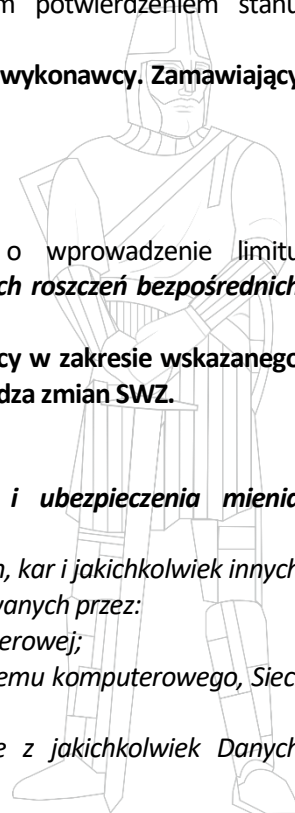 m potwierdzeniem stanu
wykonawcy. Zamawiający
o wprowadzenie limitu
ch roszczeń bezpośrednich
cy w zakresie wskazanego
dza zmian SWZ.
i ubezpieczenia mienia
n, kar i jakichkolwiek innych
vanych przez:
erowej;
emu komputerowego, Siec
e z jakichkolwiek Danych